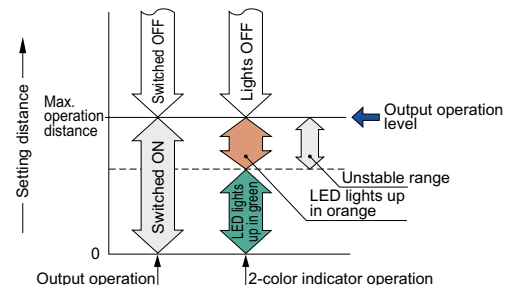 Setting distance
Switched OFF
Lights OFF
Max.
operation
distance
Output operation
level
Switched ON
LED lights
up in green
Unstable range
LED lights up
in orange
0
Output operation
2-color indicator operation